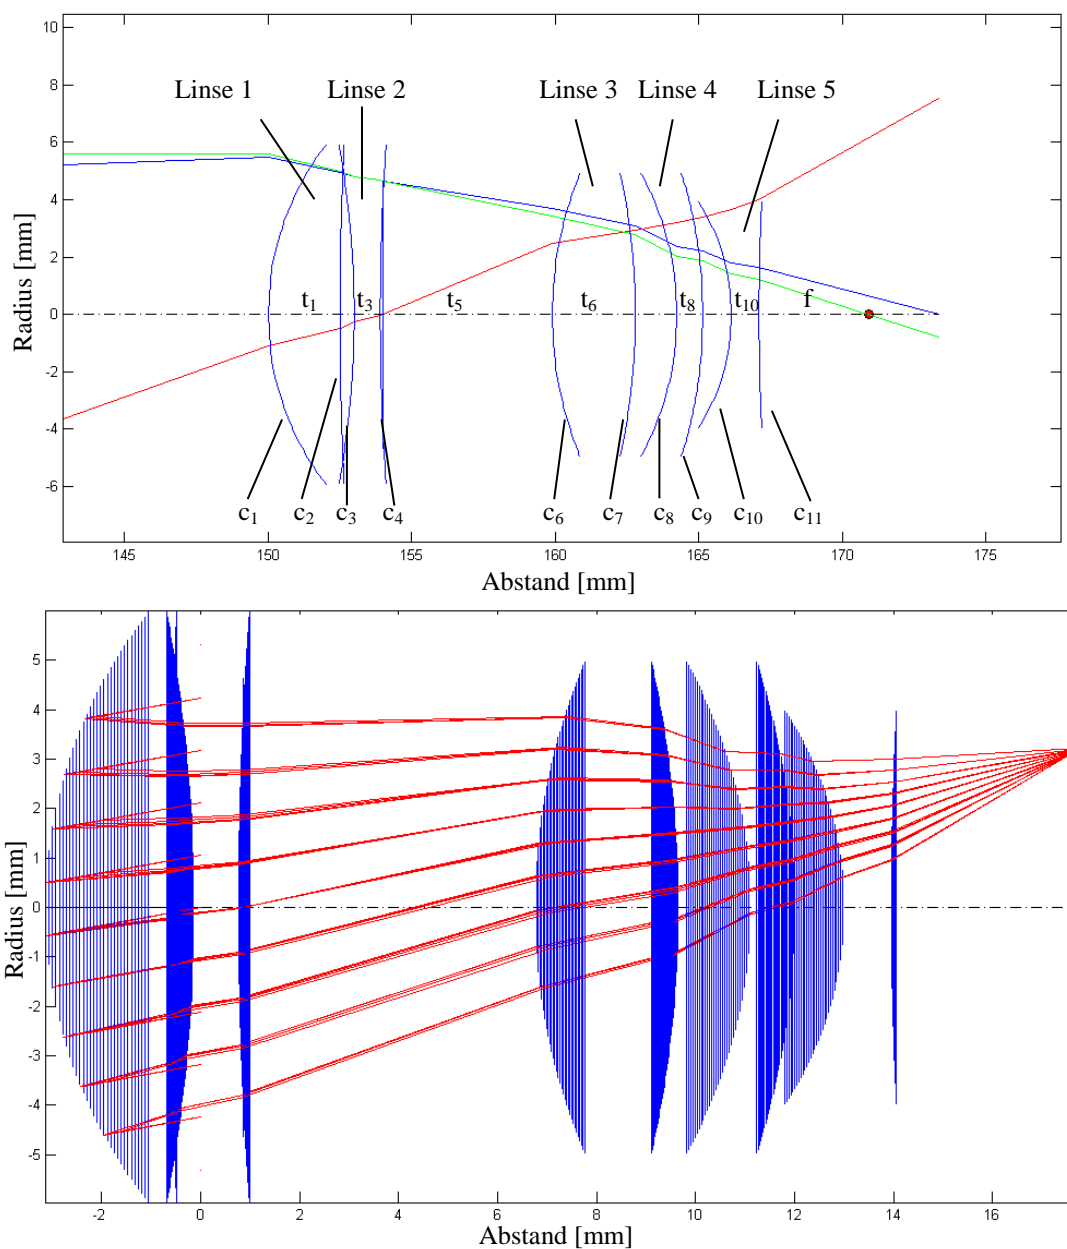 10
8
6
4
2
0
-2
-4
-6
Radius [mm]
Linse 1 Linse 2 Linse 3 Linse 4 Linse 5
t₁ t₃ t₅ t₆ t₈ t₁₀ f
c₁ c₂ c₃ c₄ c₆ c₇ c₈ c₉ c₁₀ c₁₁
145 150 155 160 165 170 175
Abstand [mm]
5
4
3
2
1
0
-1
-2
-3
-4
-5
Radius [mm]
-2 0 2 4 6 8 10 12 14 16
Abstand [mm]